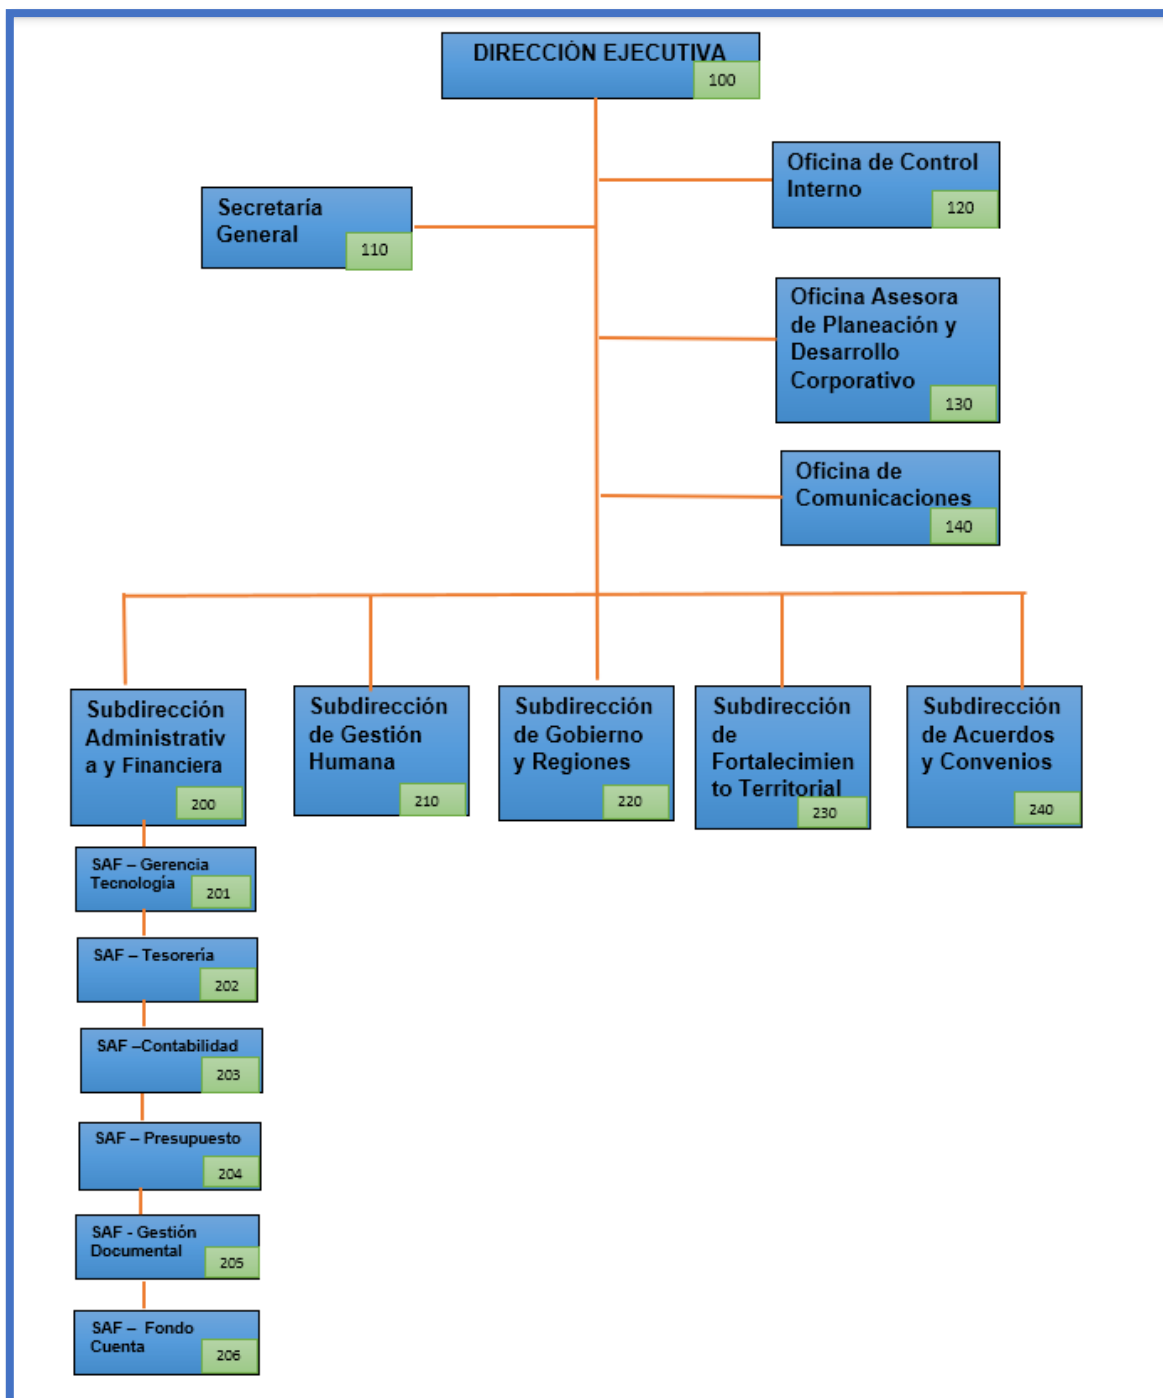 DIRECCIÓN EJECUTIVA
100
Oficina de Control
Interno
120
Secretaría
General
110
Oficina Asesora
de Planeación y
Desarrollo
Corporativo
130
Oficina de
Comunicaciones
140
Subdirección
Administrativ
a y Financiera
200
Subdirección
de Gestión
Humana
210
Subdirección
de Gobierno
y Regiones
220
Subdirección
de
Fortalecimien
to Territorial
230
Subdirección
de Acuerdos
y Convenios
240
SAF – Gerencia
Tecnología
201
SAF – Tesorería
202
SAF –Contabilidad
203
SAF – Presupuesto
204
SAF - Gestión
Documental
205
SAF – Fondo
Cuenta
206